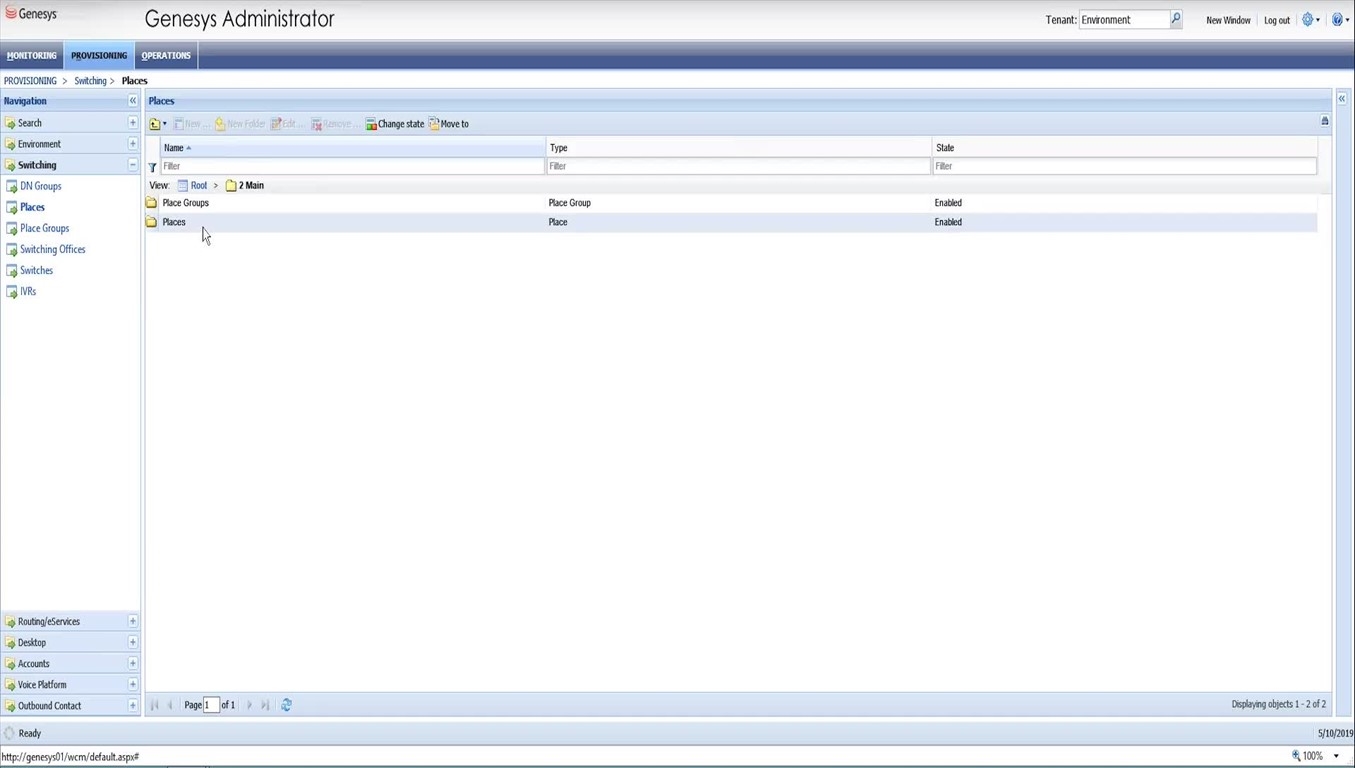 Genesys
Genesys Administrator
Tenant: Environment
New Window
Log out
MONITORING
PROVISIONING
OPERATIONS
PROVISIONING > Switching > Places
Navigation
Places
Search
New ...
New Folder
Edit ...
Remove ...
Change state
Move to
Environment
Name
Type
State
Switching
Filter
Filter
Filter
DN Groups
View: Root > 2 Main
Places
Place Groups
Place Group
Enabled
Place Groups
Places
Place
Enabled
Switching Offices
Switches
IVRs
Routing/eServices
Desktop
Accounts
Voice Platform
Outbound Contact
Page 1 of 1
Displaying objects 1 - 2 of 2
Ready
5/10/2019
http://genesys01/wcm/default.aspx#
100%